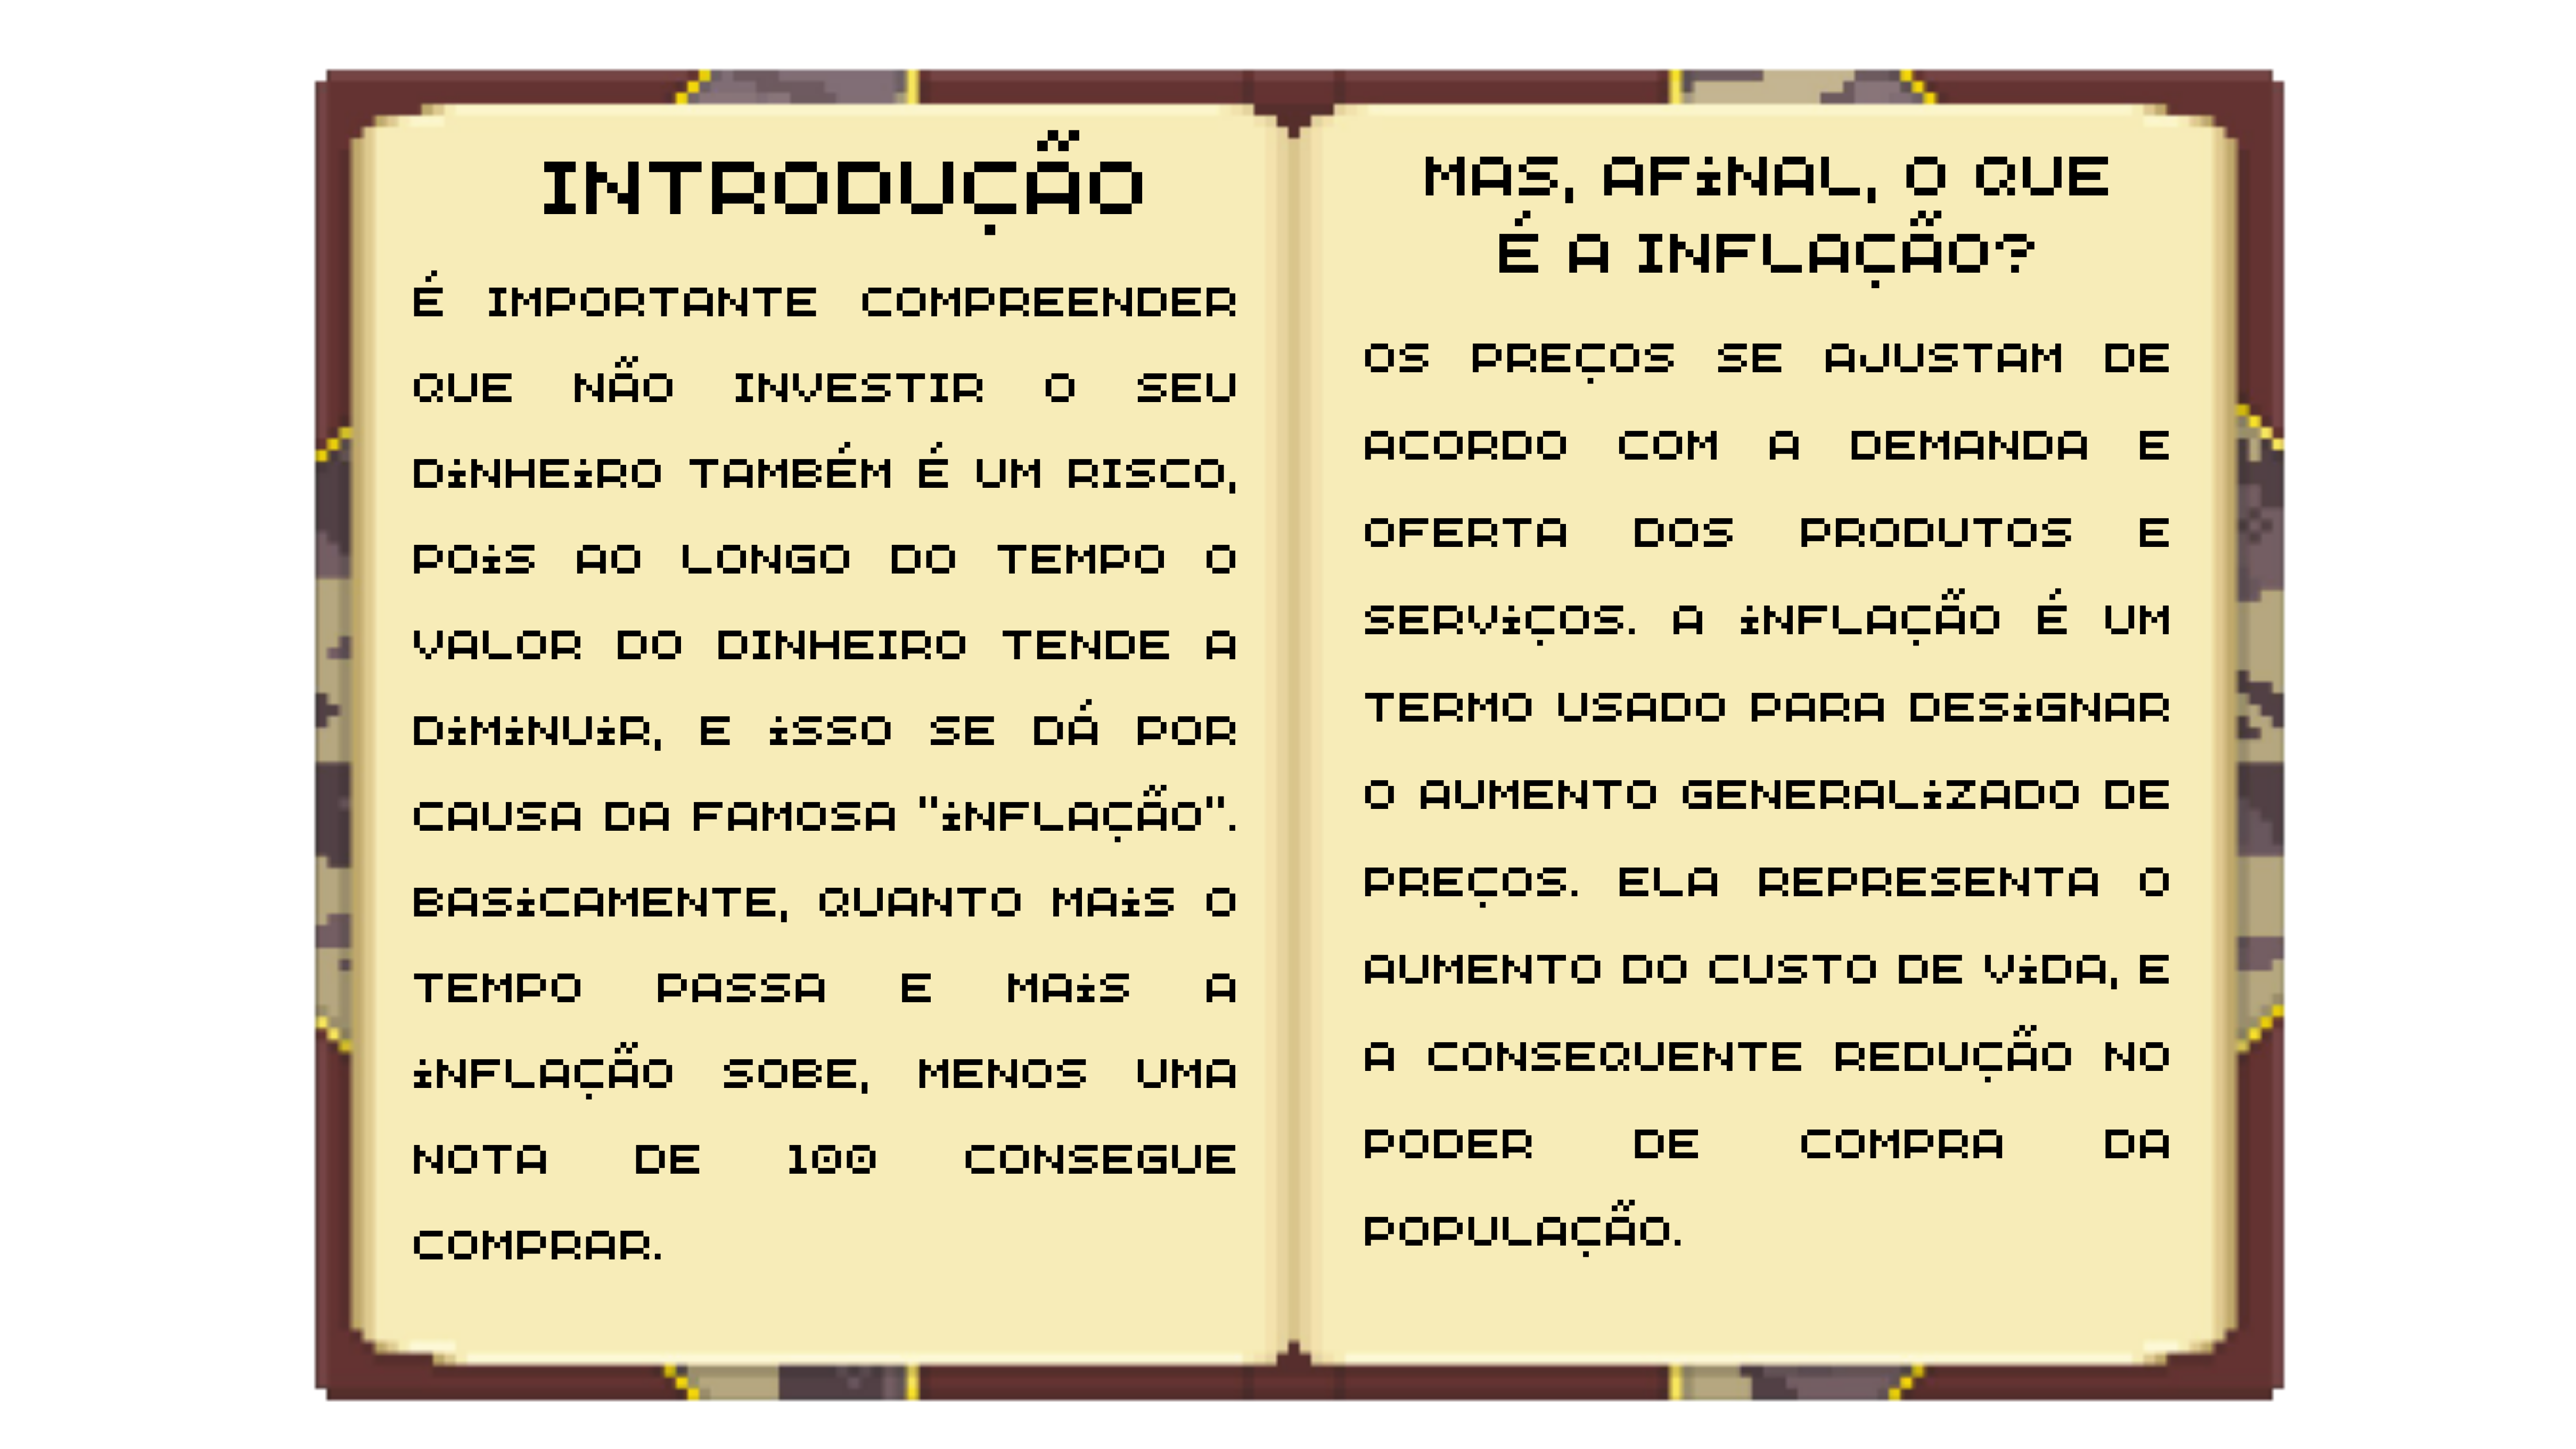 INTRODUÇÃO
É IMPORTANTE COMPREENDER
QUE NÃO INVESTIR O SEU
DiNHEiRO TAMBÉM É UM RISCO,
POiS AO LONGO DO TEMPO O
VALOR DO DINHEIRO TENDE A
DiMiNUiR, E iSSO SE DÁ POR
CAUSA DA FAMOSA "iNFLAÇÃO".
BASiCAMENTE, QUANTO MAiS O
TEMPO PASSA E MAiS A
iNFLAÇÃO SOBE, MENOS UMA
NOTA DE 100 CONSEGUE
COMPRAR.
MAS, AFiNAL, O QUE
É A INFLAÇÃO?
OS PREÇOS SE AJUSTAM DE
ACORDO COM A DEMANDA E
OFERTA DOS PRODUTOS E
SERViÇOS. A iNFLAÇÃO É UM
TERMO USADO PARA DESiGNAR
O AUMENTO GENERALiZADO DE
PREÇOS. ELA REPRESENTA O
AUMENTO DO CUSTO DE ViDA, E
A CONSEQUENTE REDUÇÃO NO
PODER DE COMPRA DA
POPULAÇÃO.